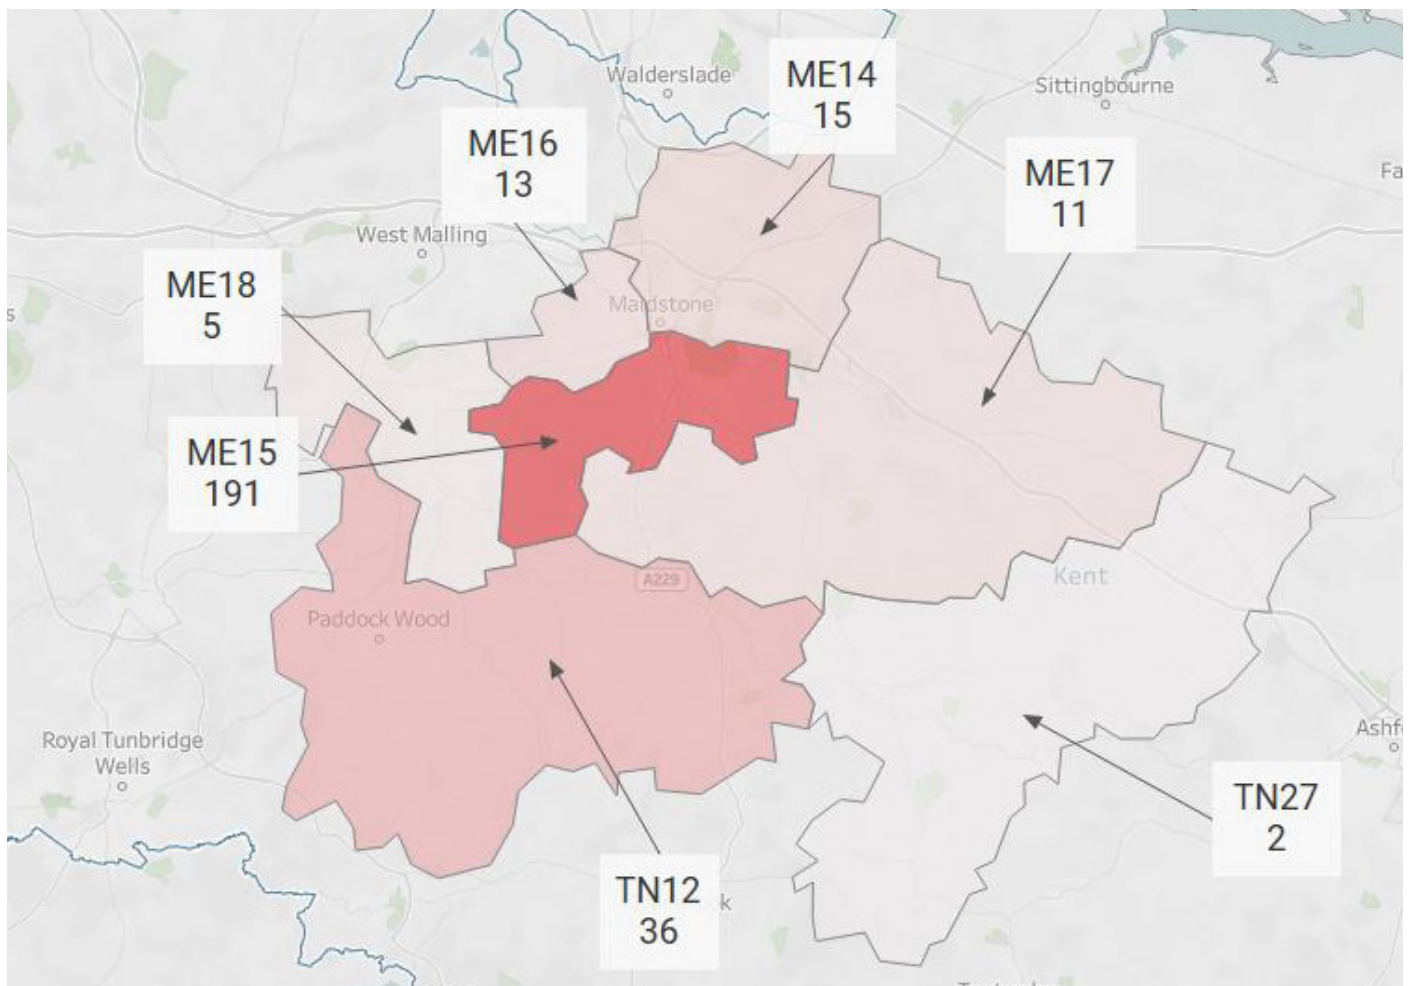 Walderslade
ME14
15
Sittingbourne
ME16
13
ME17
11
West Malling
ME18
5
Maidstone
ME15
191
A229
Kent
Paddock Wood
Royal Tunbridge
Wells
TN27
2
TN12
36